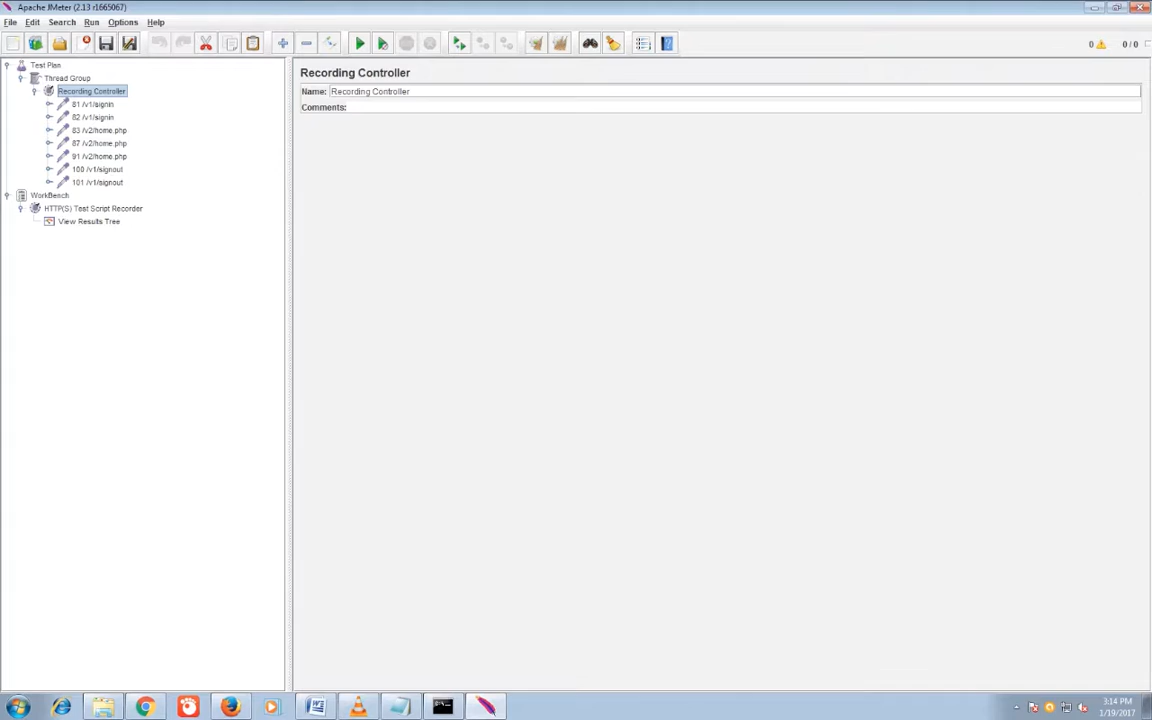 Apache JMeter (2.13 r1665067)
File Edit Search Run Options Help
0 0 / 0
Test Plan
Thread Group
Recording Controller
81 /v1/signin
82 /v1/signin
83 /v2/home.php
87 /v2/home.php
91 /v2/home.php
100 /v1/signout
101 /v1/signout
WorkBench
HTTP(S) Test Script Recorder
View Results Tree
Recording Controller
Name: Recording Controller
Comments:
3:14 PM
1/19/2017